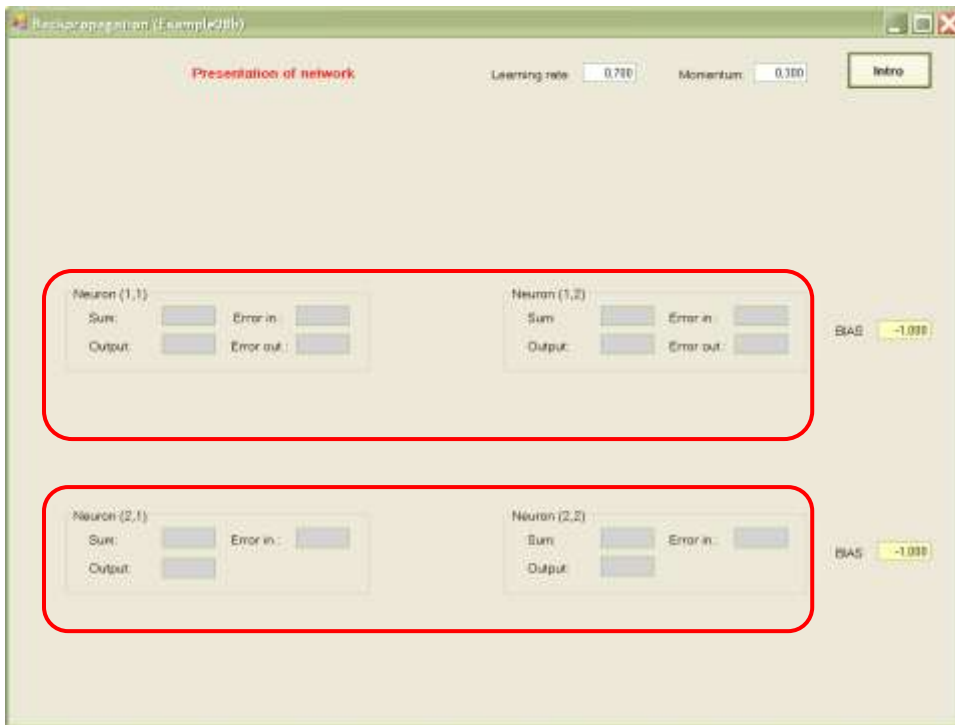 Backpropagation (Example08b)
Presentation of network Learning rate 0,700 Momentum 0,300 Intro
Neuron (1,1) Neuron (1,2)
Sum: Error in.: Sum Error in.:
BIAS -1,000
Output: Error out.: Output: Error out.:
Neuron (2,1) Neuron (2,2)
Sum: Error in.: Sum Error in.:
BIAS -1,000
Output: Output: